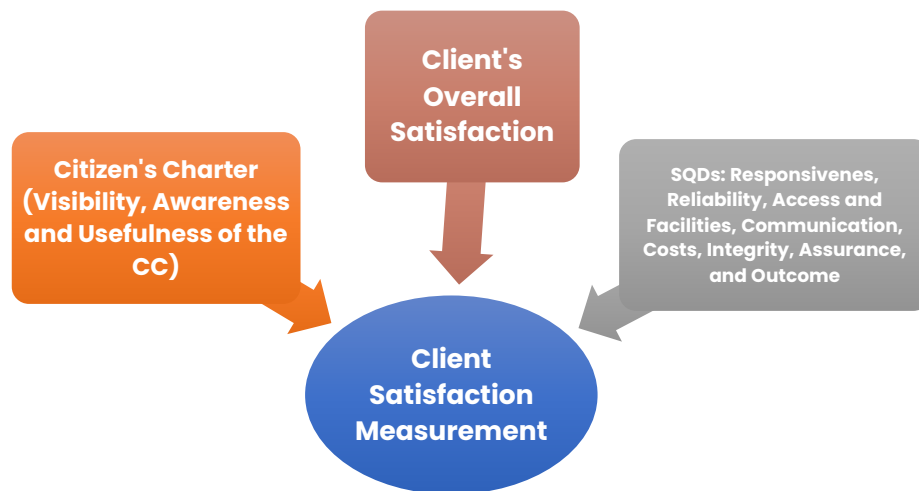 Client's
Overall
Satisfaction
Citizen's Charter
(Visibility, Awareness
and Usefulness of the
CC)
SQDs: Responsivenes,
Reliability, Access and
Facilities, Communication,
Costs, Integrity, Assurance,
and Outcome
Client
Satisfaction
Measurement